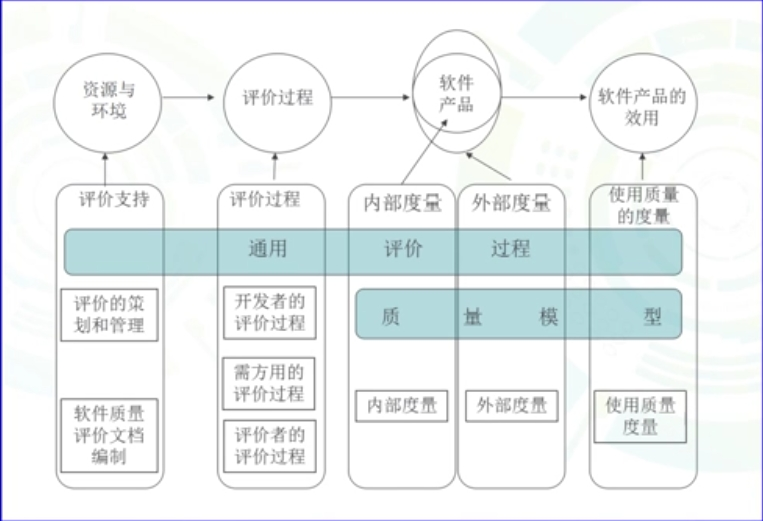 资源与
环境
评价过程
软件
产品
软件产品的
效用
评价支持
评价过程
内部度量
外部度量
使用质量
的度量
通用 评价 过程
评价的策
划和管理
开发者的
评价过程
质 量 模 型
需方用的
评价过程
软件质量
评价文档
编制
评价者的
评价过程
内部度量
外部度量
使用质量
度量